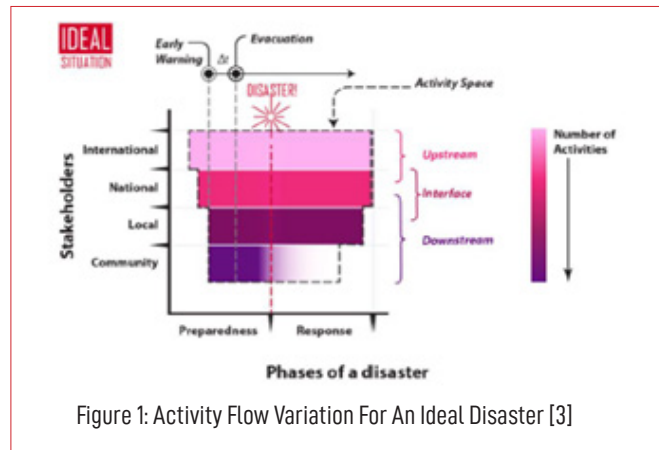 IDEAL
SITUATION
Early
Warning
Δt
Evacuation
DISASTER!
Activity Space
Number of
Activities
Stakeholders
International
National
Local
Community
Upstream
Interface
Downstream
Preparedness
Response
Phases of a disaster
Figure 1: Activity Flow Variation For An Ideal Disaster [3]